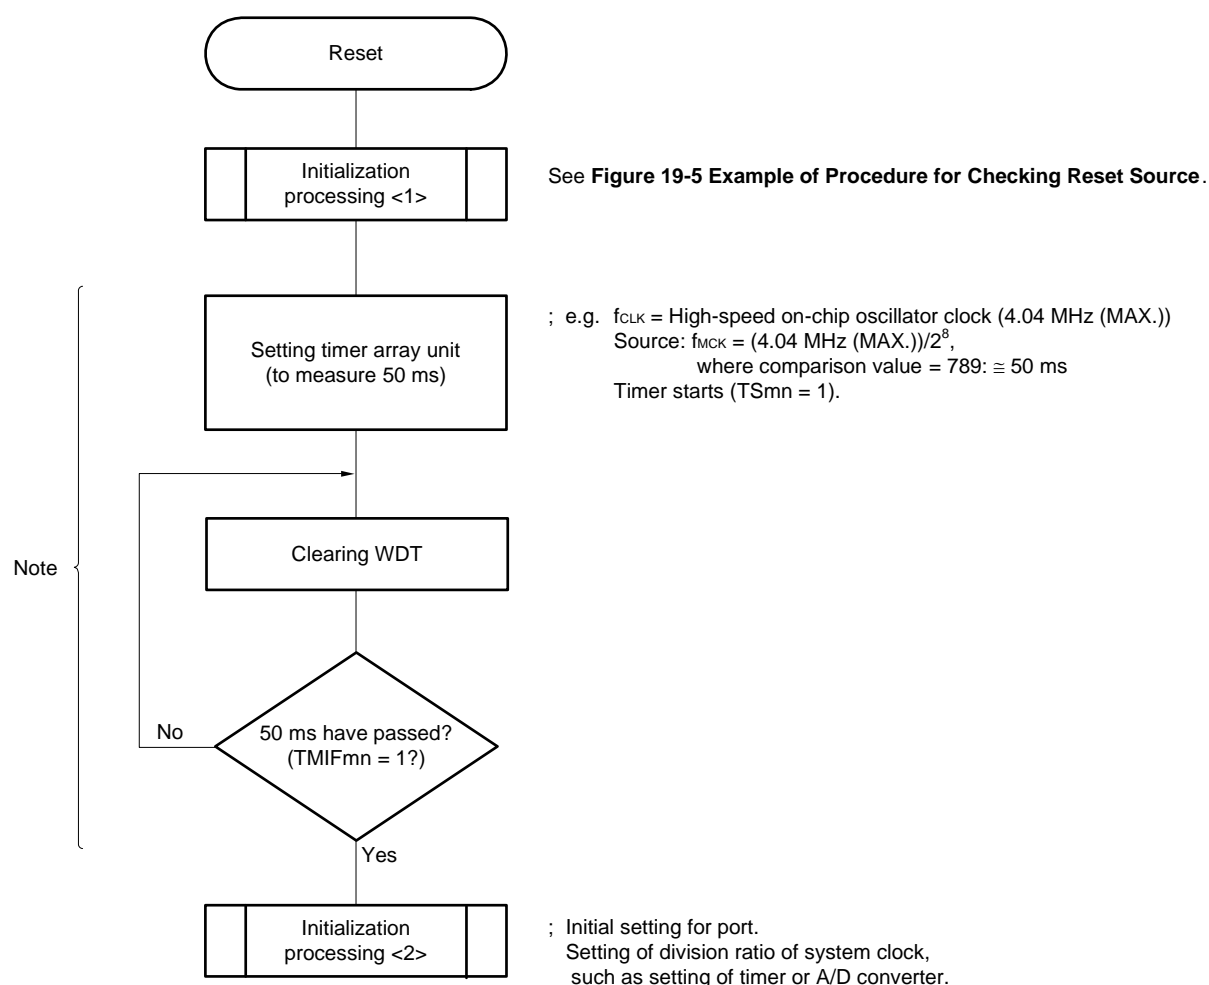 Reset
Initialization
processing <1>
See Figure 19-5 Example of Procedure for Checking Reset Source.
Setting timer array unit
(to measure 50 ms)
; e.g. fCLK = High-speed on-chip oscillator clock (4.04 MHz (MAX.))
Source: fMCK = (4.04 MHz (MAX.))/2⁸,
where comparison value = 789: ≅ 50 ms
Timer starts (TSmn = 1).
Clearing WDT
Note
No
50 ms have passed?
(TMIFmn = 1?)
Yes
Initialization
processing <2>
; Initial setting for port.
Setting of division ratio of system clock,
such as setting of timer or A/D converter.